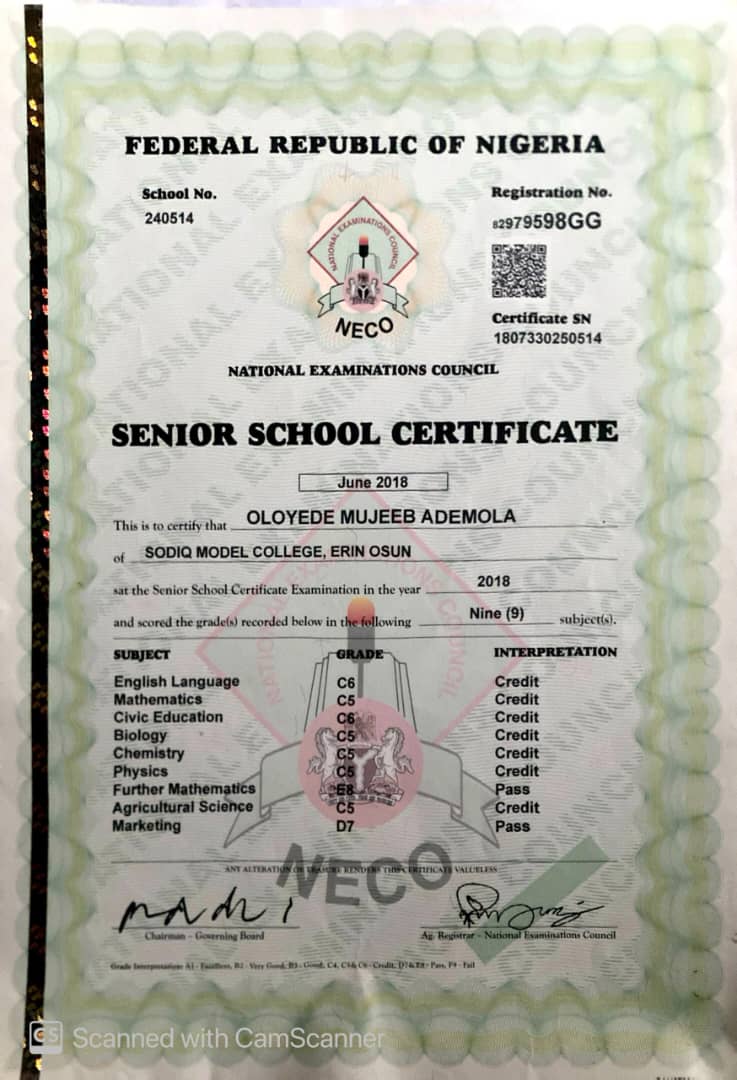 FEDERAL REPUBLIC OF NIGERIA
School No.
240514
Registration No.
82979598GG
NATIONAL EXAMINATIONS COUNCIL
NECO
Certificate SN
1807330250514
NATIONAL EXAMINATIONS COUNCIL
SENIOR SCHOOL CERTIFICATE
June 2018
This is to certify that OLOYEDE MUJEEB ADEMOLA
of SODIQ MODEL COLLEGE, ERIN OSUN
sat the Senior School Certificate Examination in the year 2018
and scored the grade(s) recorded below in the following Nine (9) subject(s).
SUBJECT GRADE INTERPRETATION
English Language C6 Credit
Mathematics C5 Credit
Civic Education C6 Credit
Biology C5 Credit
Chemistry C5 Credit
Physics C5 Credit
Further Mathematics E8 Pass
Agricultural Science C5 Credit
Marketing D7 Pass
ANY ALTERATION OR ERASURE RENDERS THIS CERTIFICATE VALUELESS
NECO
Chairman - Governing Board
Ag. Registrar - National Examinations Council
Grade Interpretation: A1 - Excellent, B2 - Very Good, B3 - Good, C4, C5 & C6 - Credit, D7 & E8 - Pass, F9 - Fail
CS Scanned with CamScanner